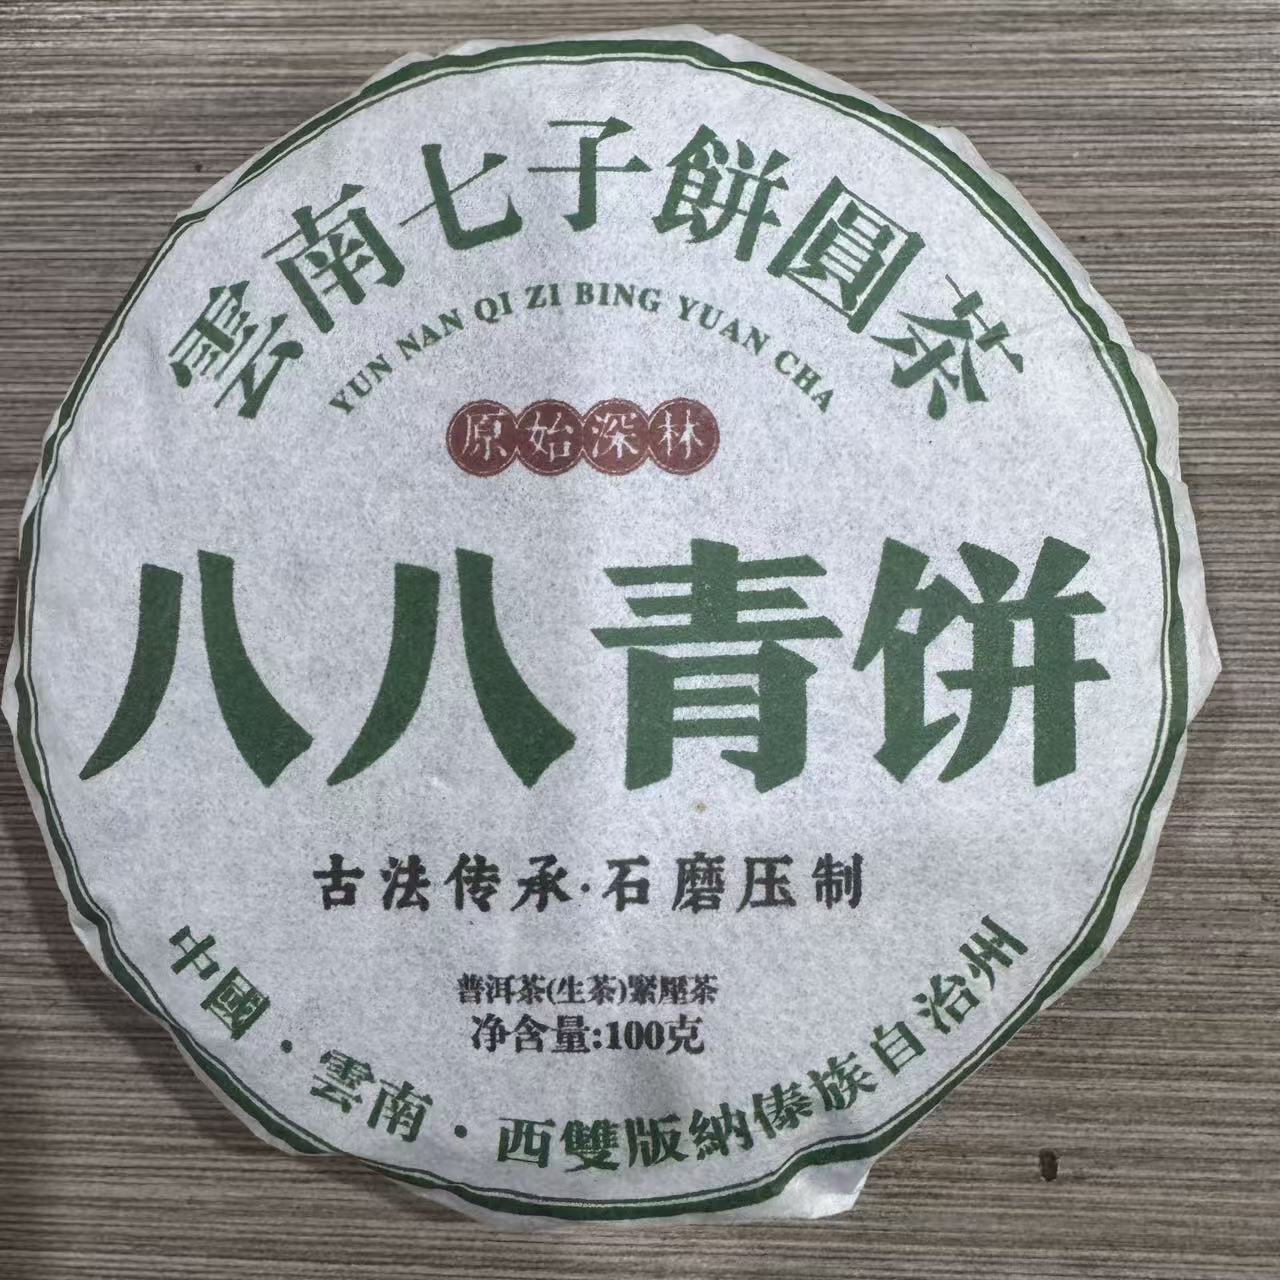 雲南七子餅圓茶
YUN NAN QI ZI BING YUAN CHA
原始深林
八八青饼
古法传承·石磨压制
普洱茶(生茶)緊壓茶
净含量:100克
中國·雲南·西雙版納傣族自治州